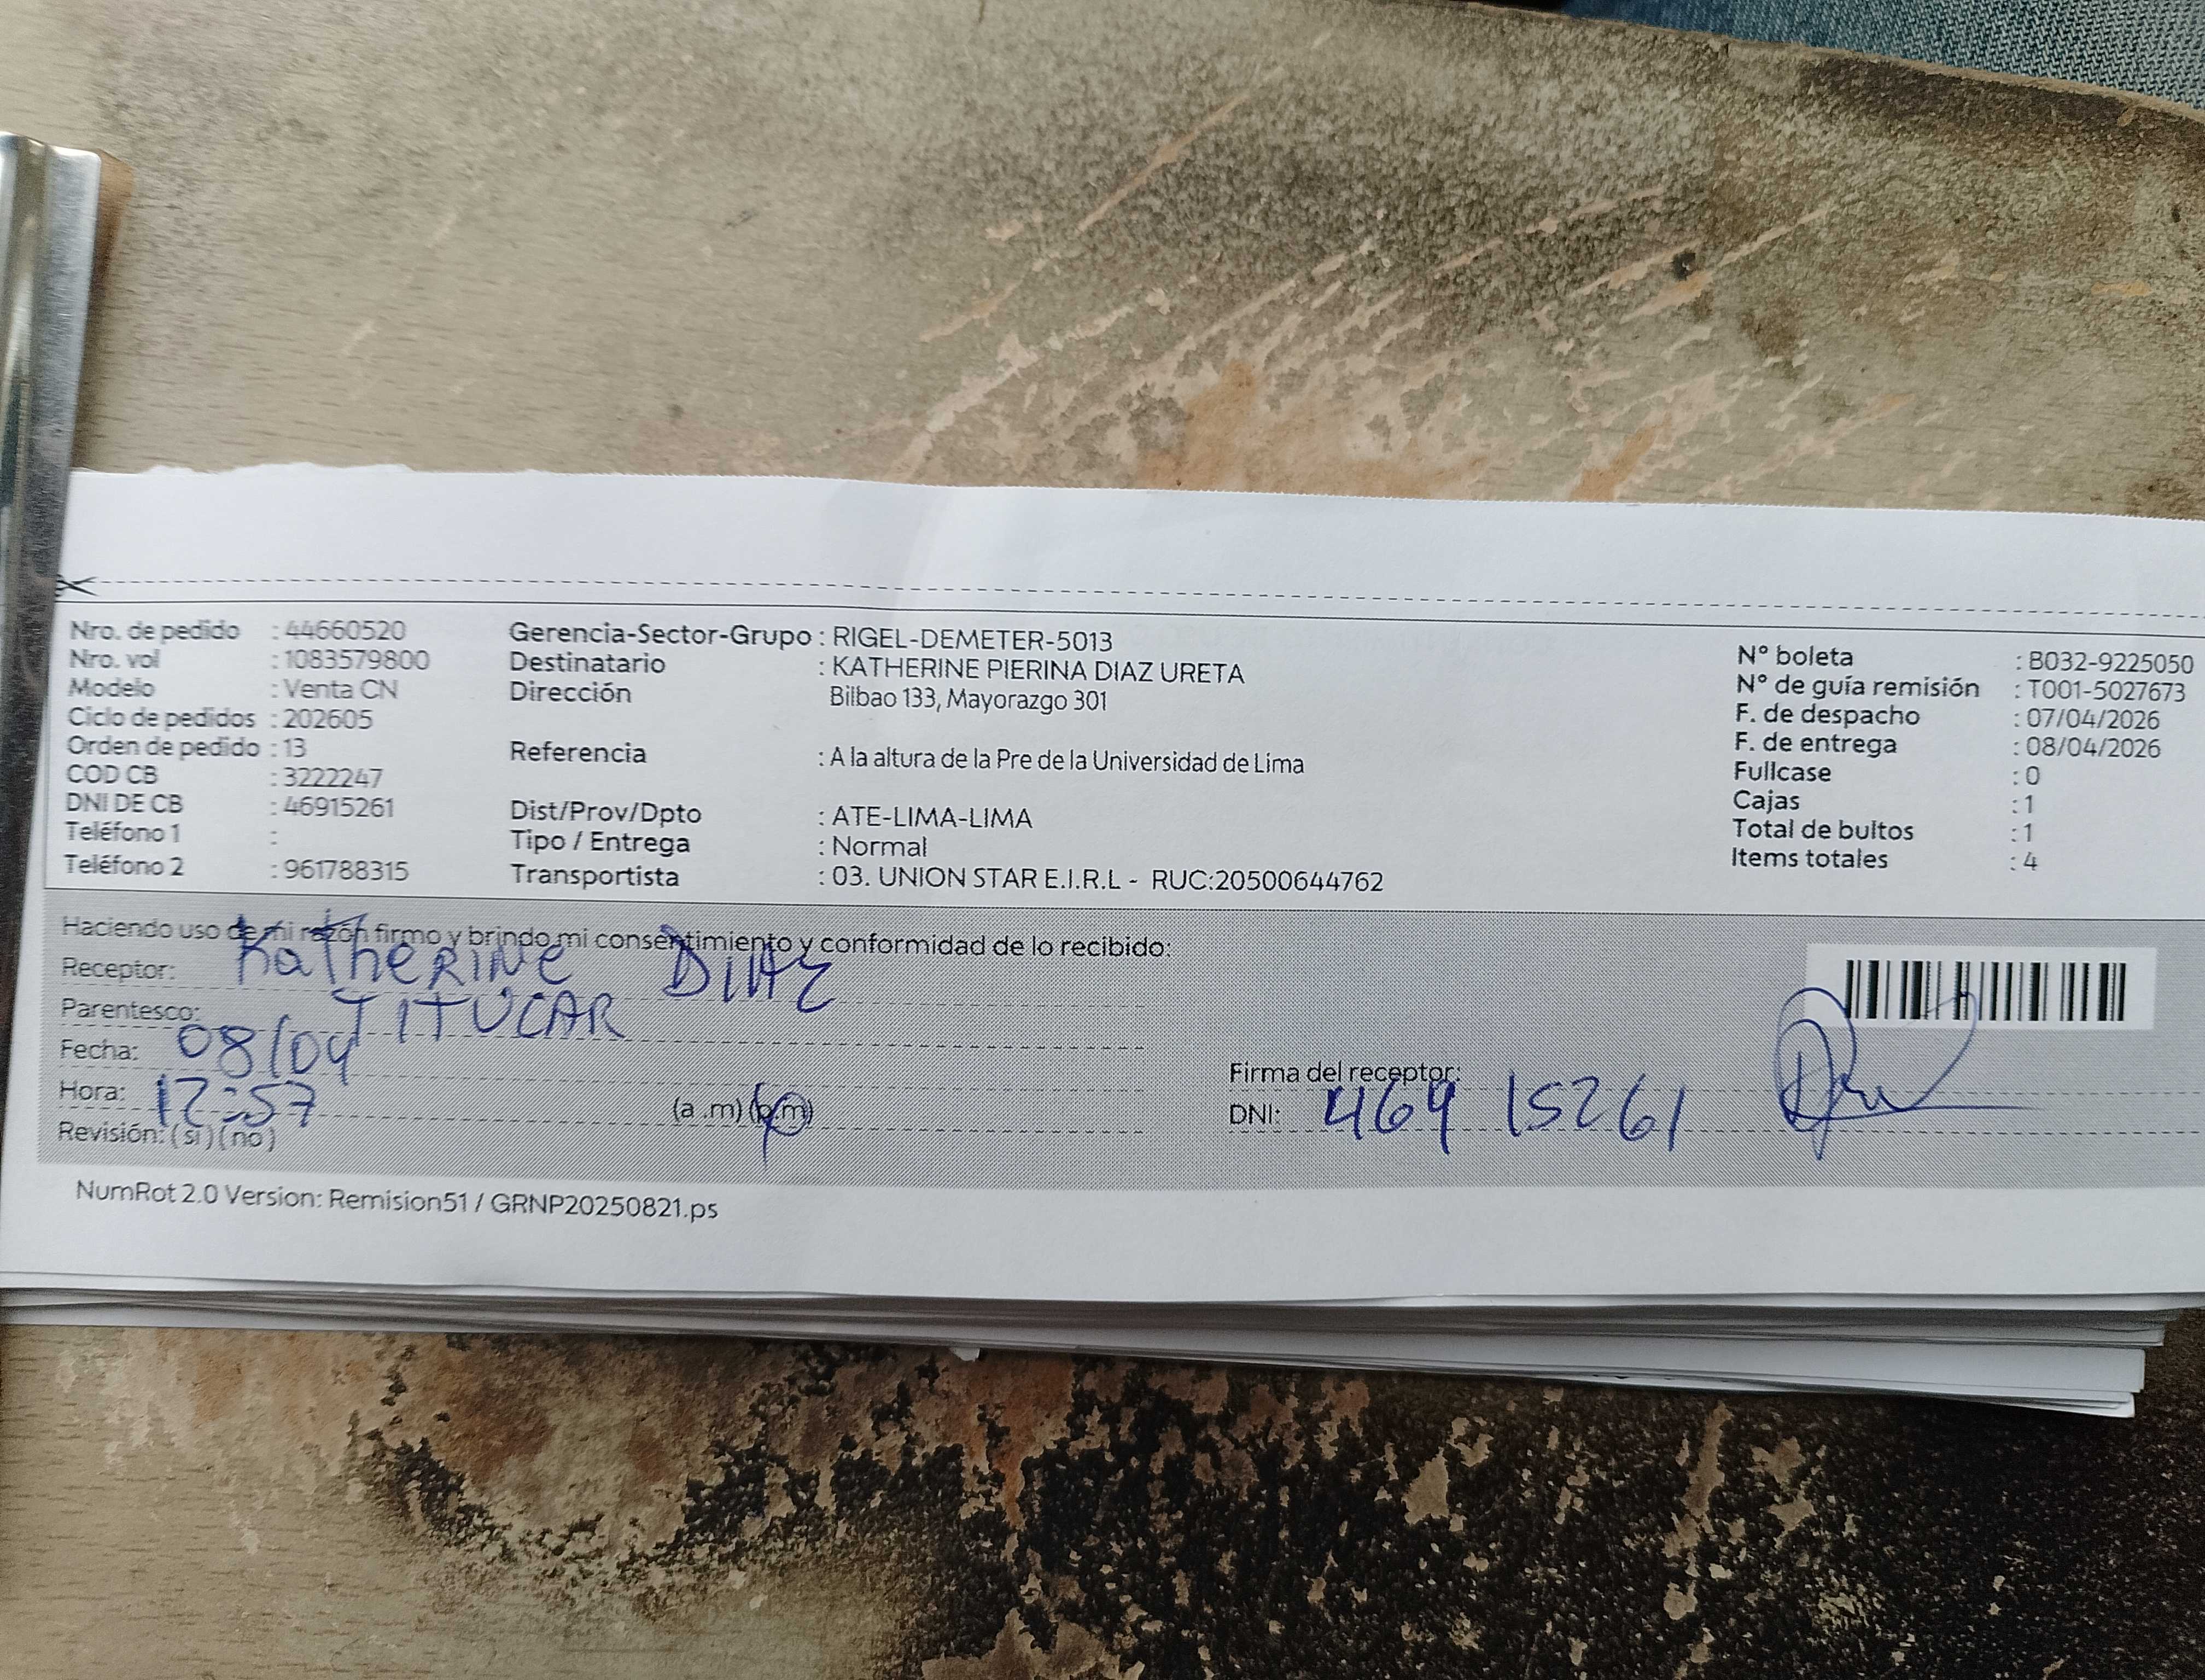 Nro. de pedido : 44660520
Nro. vol : 1083579800
Modelo : Venta CN
Ciclo de pedidos : 202605
Orden de pedido : 13
COD CB : 3222247
DNI DE CB : 46915261
Teléfono 1 :
Teléfono 2 : 961788315
Gerencia-Sector-Grupo : RIGEL-DEMETER-5013
Destinatario : KATHERINE PIERINA DIAZ URETA
Dirección Bilbao 133, Mayorazgo 301
Referencia : A la altura de la Pre de la Universidad de Lima
Dist/Prov/Dpto : ATE-LIMA-LIMA
Tipo / Entrega : Normal
Transportista : 03. UNION STAR E.I.R.L - RUC:20500644762
N° boleta : B032-9225050
N° de guía remisión : T001-5027673
F. de despacho : 07/04/2026
F. de entrega : 08/04/2026
Fullcase : 0
Cajas : 1
Total de bultos : 1
Items totales : 4
Haciendo uso de mi razón firmo y brindo mi consentimiento y conformidad de lo recibido:
Receptor: KatheRINe DIAZ
Parentesco: TITULAR
Fecha: 08/04
Hora: 12:57 (a .m) (p.m)
Revisión: (si) (no)
Firma del receptor:
DNI: 46915261
NumRot 2.0 Version: Remision51 / GRNP20250821.ps